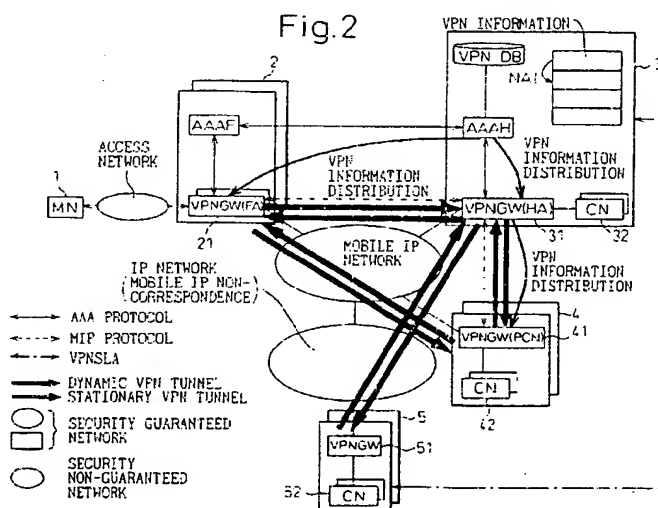 Fig.2
VPN INFORMATION
2
VPN DB
NAI
3
AAAF
AAAH
ACCESS
NETWORK
VPN
INFORMATION
DISTRIBUTION
VPN
INFORMATION
DISTRIBUTION
1
MN
VPNGW(FA)
21
VPNGW(HA)
31
CN
32
MOBILE IP
NETWORK
VPN
INFORMATION
DISTRIBUTION
IP NETWORK
(MOBILE IP NON-
CORRESPONDENCE)
4
41
VPNGW(PCN)
CN
42
AAA PROTOCOL
MIP PROTOCOL
VPNSLA
DYNAMIC VPN TUNNEL
STATIONARY VPN TUNNEL
SECURITY GUARANTEED
NETWORK
SECURITY
NON-GUARANTEED
NETWORK
5
VPNGW
51
52
CN